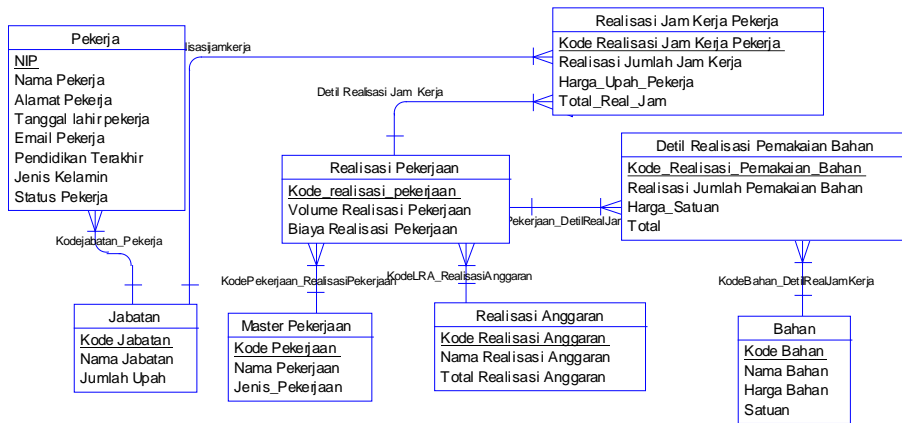 Pekerja
NIP
Nama Pekerja
Alamat Pekerja
Tanggal lahir pekerja
Email Pekerja
Pendidikan Terakhir
Jenis Kelamin
Status Pekerja
lisasijamkerja
Realisasi Jam Kerja Pekerja
Kode Realisasi Jam Kerja Pekerja
Realisasi Jumlah Jam Kerja
Harga_Upah_Pekerja
Total_Real_Jam
Detil Realisasi Jam Kerja
Realisasi Pekerjaan
Kode_realisasi_pekerjaan
Volume Realisasi Pekerjaan
Biaya Realisasi Pekerjaan
Pekerjaan_DetilRealJam
Detil Realisasi Pemakaian Bahan
Kode_Realisasi_Pemakaian_Bahan
Realisasi Jumlah Pemakaian Bahan
Harga_Satuan
Total
Kodejabatan_Pekerja
KodePekerjaan_RealisasiPekerjaan
KodeLRA_RealisasiAnggaran
KodeBahan_DetilRealJamKerja
Jabatan
Kode Jabatan
Nama Jabatan
Jumlah Upah
Master Pekerjaan
Kode Pekerjaan
Nama Pekerjaan
Jenis_Pekerjaan
Realisasi Anggaran
Kode Realisasi Anggaran
Nama Realisasi Anggaran
Total Realisasi Anggaran
Bahan
Kode Bahan
Nama Bahan
Harga Bahan
Satuan